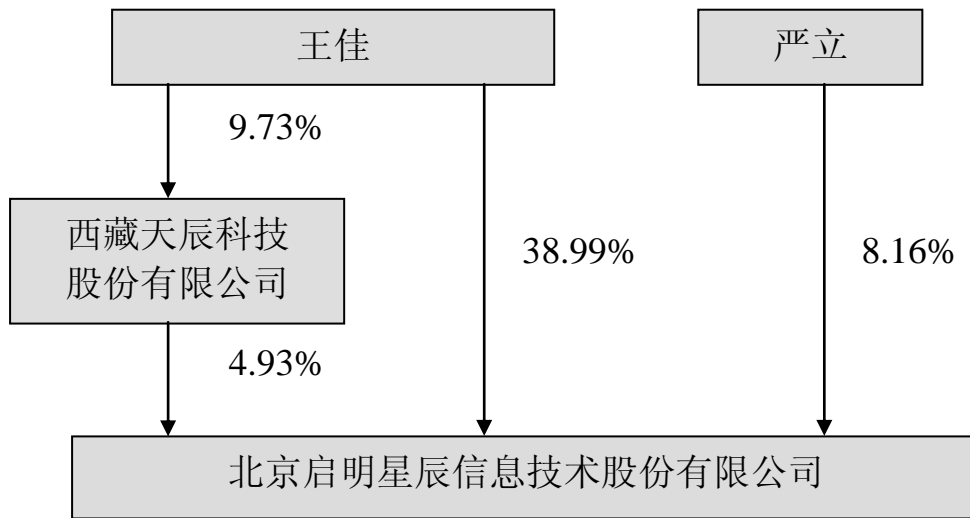 王佳
严立
9.73%
西藏天辰科技
股份有限公司
38.99%
8.16%
4.93%
北京启明星辰信息技术股份有限公司